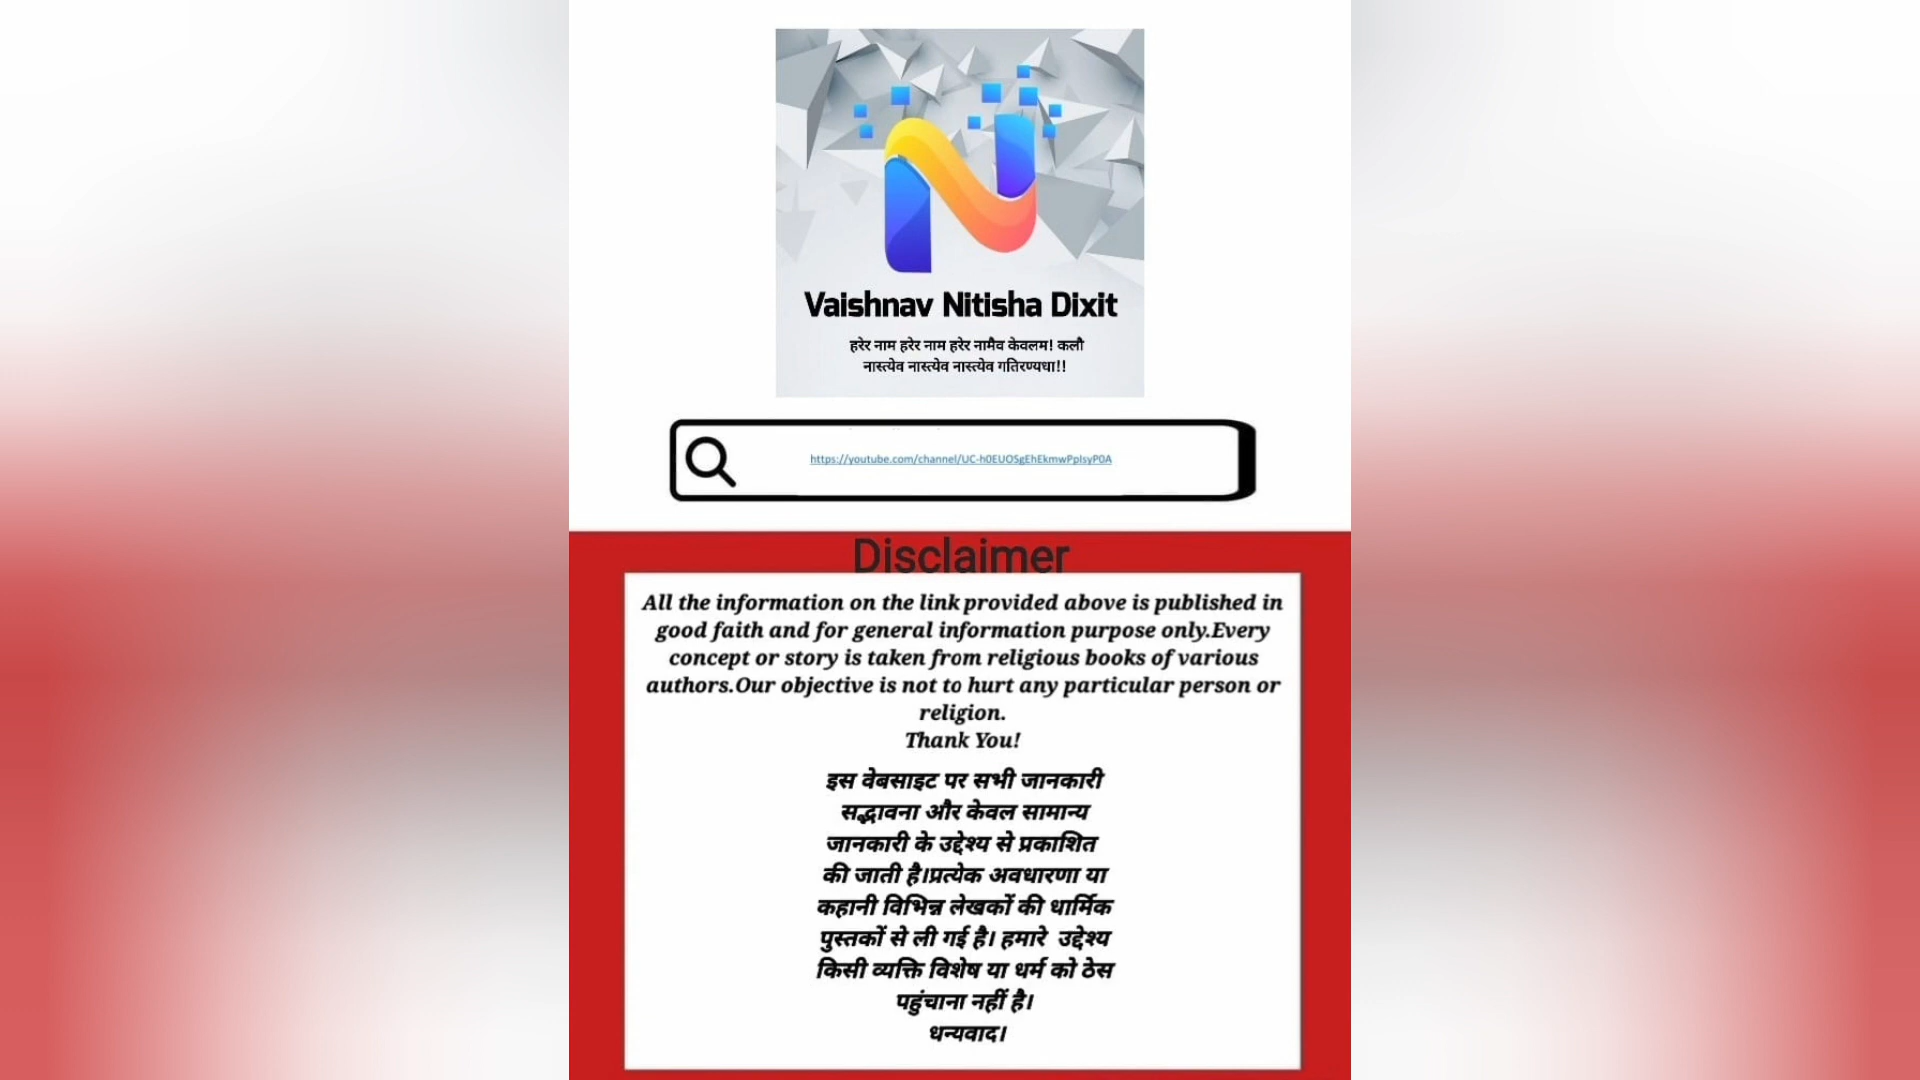 Vaishnav Nitisha Dixit
हरेर नाम हरेर नाम हरेर नामैव केवलम! कलौ
नास्त्येव नास्त्येव नास्त्येव गतिरण्यधा!!
https://youtube.com/channel/UC-h0EUOSgEhEkmwPpIsyP0A
Disclaimer
All the information on the link provided above is published in
good faith and for general information purpose only.Every
concept or story is taken from religious books of various
authors.Our objective is not to hurt any particular person or
religion.
Thank You!
इस वेबसाइट पर सभी जानकारी
सद्भावना और केवल सामान्य
जानकारी के उद्देश्य से प्रकाशित
की जाती है।प्रत्येक अवधारणा या
कहानी विभिन्न लेखकों की धार्मिक
पुस्तकों से ली गई है। हमारे उद्देश्य
किसी व्यक्ति विशेष या धर्म को ठेस
पहुंचाना नहीं है।
धन्यवाद।